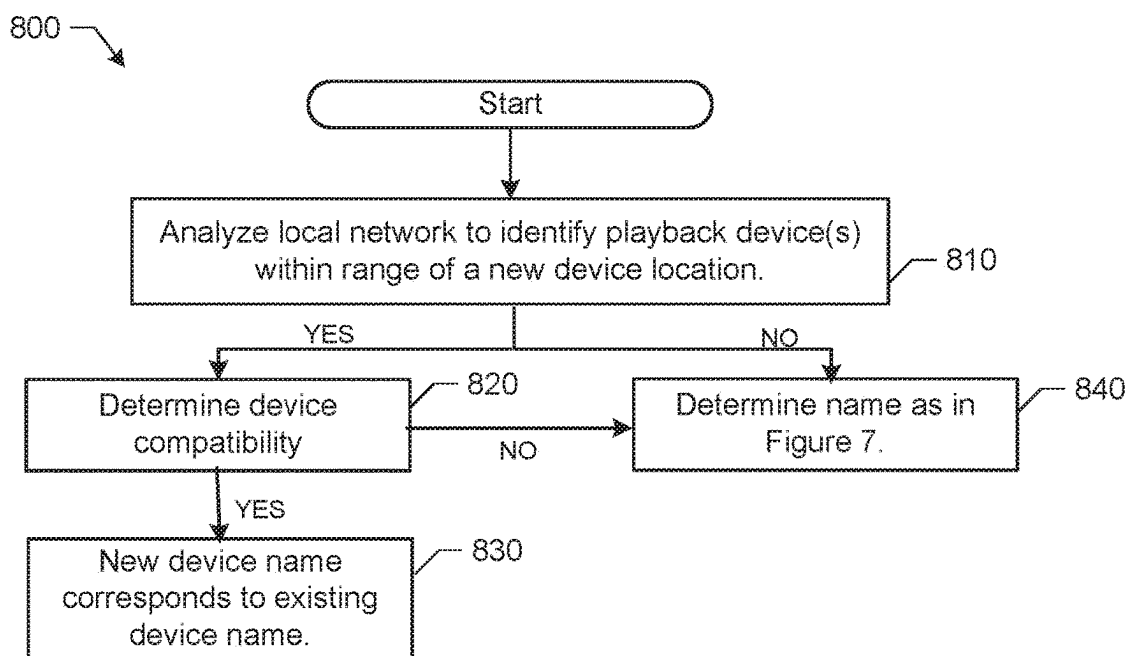 800
Start
Analyze local network to identify playback device(s)
within range of a new device location.
810
YES
NO
Determine device
compatibility
820
NO
Determine name as in
Figure 7.
840
YES
New device name
corresponds to existing
device name.
830